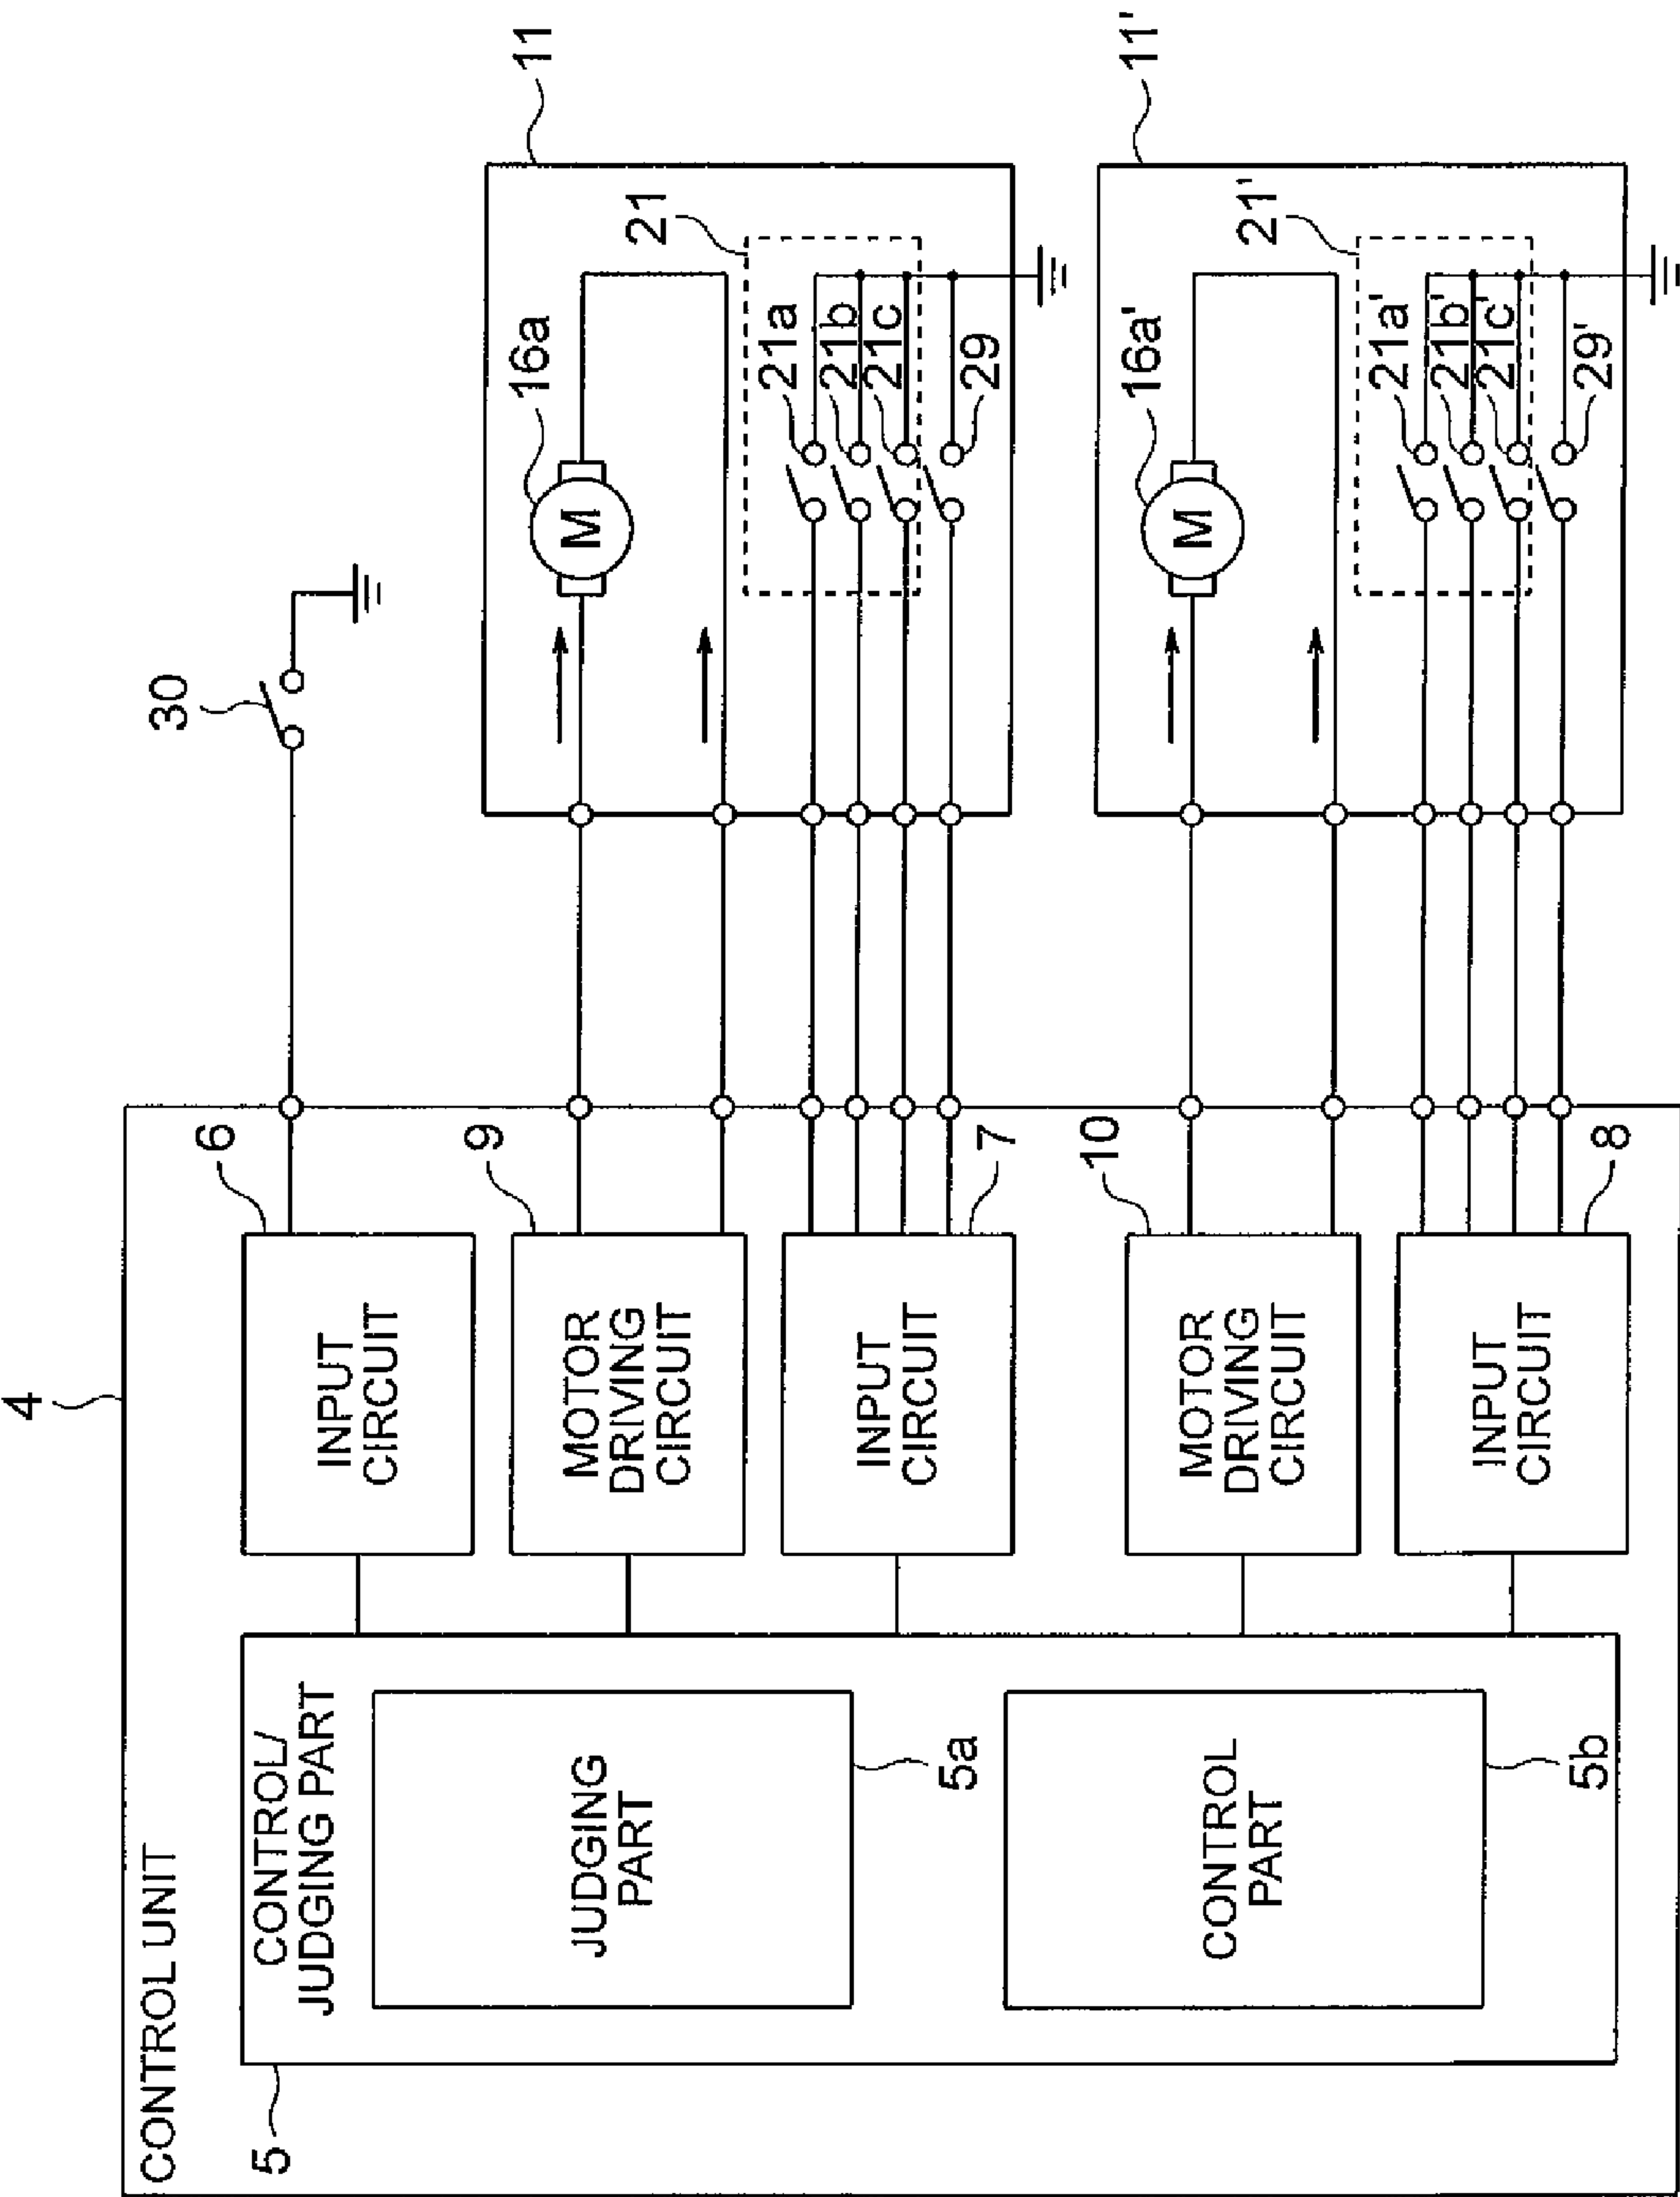 4
CONTROL UNIT
5
CONTROL/
JUDGING PART
JUDGING
PART
5a
CONTROL
PART
5b
INPUT
CIRCUIT
6
MOTOR
DRIVING
CIRCUIT
9
INPUT
CIRCUIT
7
MOTOR
DRIVING
CIRCUIT
10
INPUT
CIRCUIT
8
30
11
16a
M
21
21a
21b
21c
29
11'
16a'
M
21'
21a'
21b'
21c'
29'